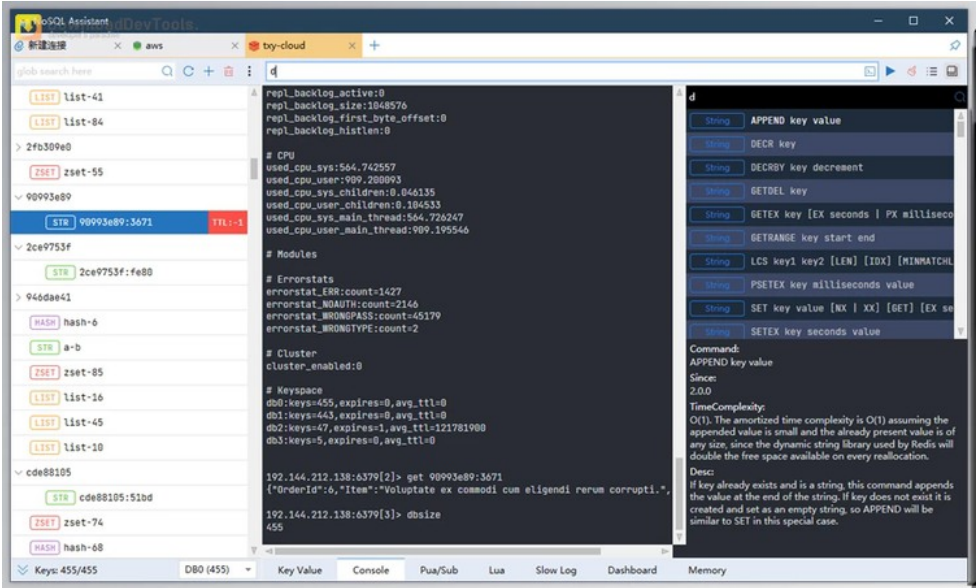 NoSQL Assistant
新建连接
aws
txy-cloud
glob search here
d
LIST list-41
LIST list-84
2fb309e0
ZSET zset-55
90993e89
STR 90993e89:3671 TTL:-1
2ce9753f
STR 2ce9753f:fe80
946dae41
HASH hash-6
STR a-b
ZSET zset-85
LIST list-16
LIST list-45
LIST list-10
cde88105
STR cde88105:51bd
ZSET zset-74
HASH hash-68
Keys: 455/455
DB0 (455)
repl_backlog_active:0
repl_backlog_size:1048576
repl_backlog_first_byte_offset:0
repl_backlog_histlen:0
# CPU
used_cpu_sys:564.742557
used_cpu_user:909.200093
used_cpu_sys_children:0.046135
used_cpu_user_children:0.104533
used_cpu_sys_main_thread:564.726247
used_cpu_user_main_thread:909.195546
# Modules
# Errorstats
errorstat_ERR:count=1427
errorstat_NOAUTH:count=2146
errorstat_WRONGPASS:count=45179
errorstat_WRONGTYPE:count=2
# Cluster
cluster_enabled:0
# Keyspace
db0:keys=455,expires=0,avg_ttl=0
db1:keys=443,expires=0,avg_ttl=0
db2:keys=47,expires=1,avg_ttl=121781900
db3:keys=5,expires=0,avg_ttl=0
192.144.212.138:6379[2]> get 90993e89:3671
{"OrderId":6,"Item":"Voluptate ex commodi cum eligendi rerum corrupti.",
192.144.212.138:6379[3]> dbsize
455
d
String APPEND key value
String DECR key
String DECRBY key decrement
String GETDEL key
String GETEX key [EX seconds | PX milliseco
String GETRANGE key start end
String LCS key1 key2 [LEN] [IDX] [MINMATCHL
String PSETEX key milliseconds value
String SET key value [NX | XX] [GET] [EX se
String SETEX key seconds value
Command:
APPEND key value
Since:
2.0.0
TimeComplexity:
O(1). The amortized time complexity is O(1) assuming the
appended value is small and the already present value is of
any size, since the dynamic string library used by Redis will
double the free space available on every reallocation.
Desc:
If key already exists and is a string, this command appends
the value at the end of the string. If key does not exist it is
created and set as an empty string, so APPEND will be
similar to SET in this special case.
Key Value
Console
Pua/Sub
Lua
Slow Log
Dashboard
Memory